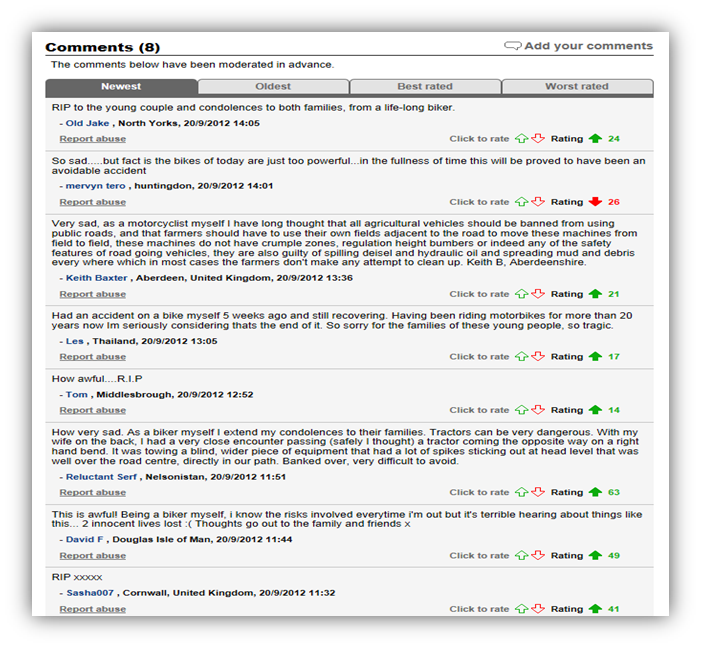 Comments (8)
Add your comments
The comments below have been moderated in advance.
Newest
Oldest
Best rated
Worst rated
RIP to the young couple and condolences to both families, from a life-long biker.
- Old Jake , North Yorks, 20/9/2012 14:05
Report abuse
Click to rate Rating 24
So sad.....but fact is the bikes of today are just too powerful...in the fullness of time this will be proved to have been an
avoidable accident
- mervyn tero , huntingdon, 20/9/2012 14:01
Report abuse
Click to rate Rating 26
Very sad, as a motorcyclist myself I have long thought that all agricultural vehicles should be banned from using
public roads, and that farmers should have to use their own fields adjacent to the road to move these machines from
field to field, these machines do not have crumple zones, regulation height bumbers or indeed any of the safety
features of road going vehicles, they are also guilty of spilling deisel and hydraulic oil and spreading mud and debris
every where which in most cases the farmers don't make any attempt to clean up. Keith B, Aberdeenshire.
- Keith Baxter , Aberdeen, United Kingdom, 20/9/2012 13:36
Report abuse
Click to rate Rating 21
Had an accident on a bike myself 5 weeks ago and still recovering. Having been riding motorbikes for more than 20
years now Im seriously considering thats the end of it. So sorry for the families of these young people, so tragic.
- Les , Thailand, 20/9/2012 13:05
Report abuse
Click to rate Rating 17
How awful....R.I.P
- Tom , Middlesbrough, 20/9/2012 12:52
Report abuse
Click to rate Rating 14
How very sad. As a biker myself I extend my condolences to their families. Tractors can be very dangerous. With my
wife on the back, I had a very close encounter passing (safely I thought) a tractor coming the opposite way on a right
hand bend. It was towing a blind, wider piece of equipment that had a lot of spikes sticking out at head level that was
well over the road centre, directly in our path. Banked over, very difficult to avoid.
- Reluctant Serf , Nelsonistan, 20/9/2012 11:51
Report abuse
Click to rate Rating 63
This is awful! Being a biker myself, i know the risks involved everytime i'm out but it's terrible hearing about things like
this... 2 innocent lives lost :( Thoughts go out to the family and friends x
- David F , Douglas Isle of Man, 20/9/2012 11:44
Report abuse
Click to rate Rating 49
RIP xxxxx
- Sasha007 , Cornwall, United Kingdom, 20/9/2012 11:32
Report abuse
Click to rate Rating 41